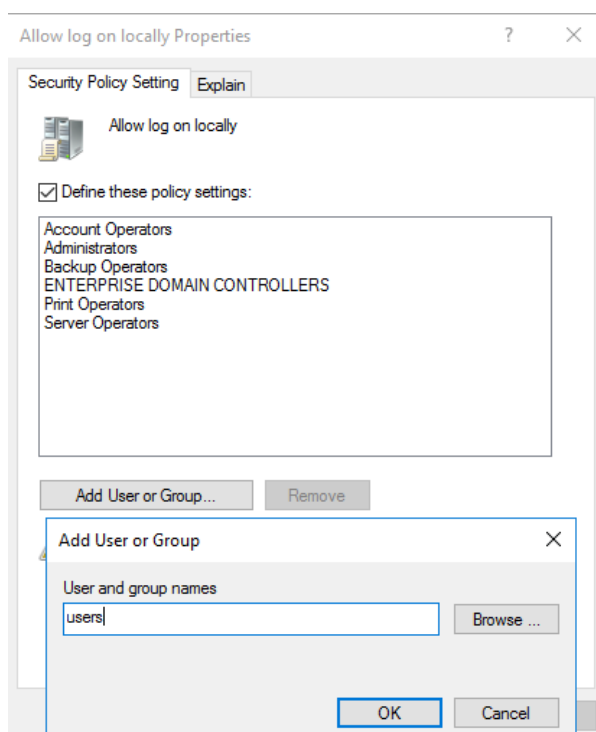 Allow log on locally Properties
?
Security Policy Setting
Explain
Allow log on locally
Define these policy settings:
Account Operators
Administrators
Backup Operators
ENTERPRISE DOMAIN CONTROLLERS
Print Operators
Server Operators
Add User or Group...
Remove
Add User or Group
User and group names
users
Browse ...
OK
Cancel